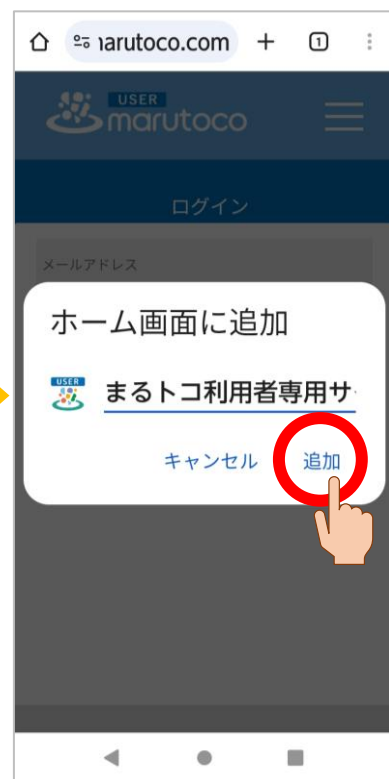 marutoco.com + 1
USER
marutoco
ログイン
メールアドレス
ホーム画面に追加
USER
まるトコ利用者専用サ
キャンセル 追加